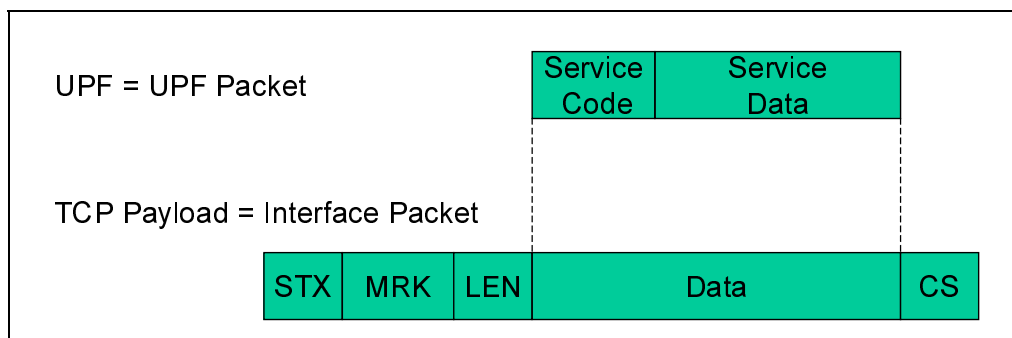 UPF = UPF Packet
Service Code
Service Data
TCP Payload = Interface Packet
STX MRK LEN Data CS